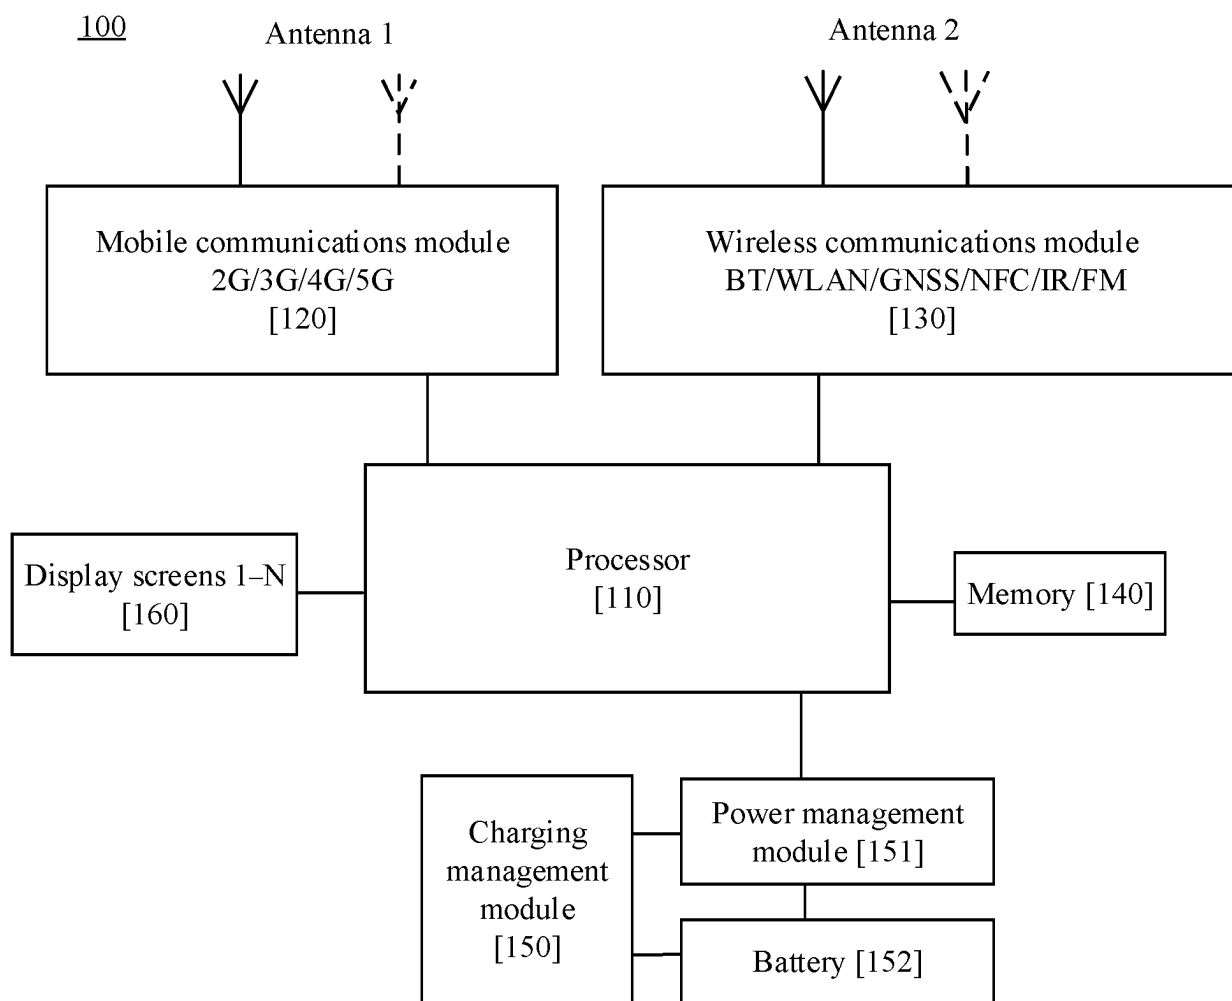 100
Antenna 1
Antenna 2
Mobile communications module
2G/3G/4G/5G
[120]
Wireless communications module
BT/WLAN/GNSS/NFC/IR/FM
[130]
Processor
[110]
Display screens 1–N
[160]
Memory [140]
Charging
management
module
[150]
Power management
module [151]
Battery [152]